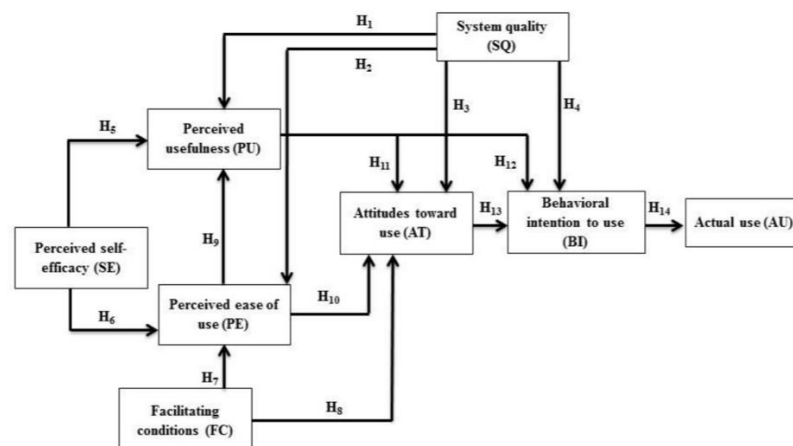 H₁
System quality
(SQ)
H₂
H₃
H₄
H₅
Perceived
usefulness (PU)
H₁₁
H₁₂
Attitudes toward
use (AT)
H₁₃
Behavioral
intention to use
(BI)
H₁₄
Actual use (AU)
Perceived self-
efficacy (SE)
H₉
H₆
Perceived ease of
use (PE)
H₁₀
H₇
Facilitating
conditions (FC)
H₈